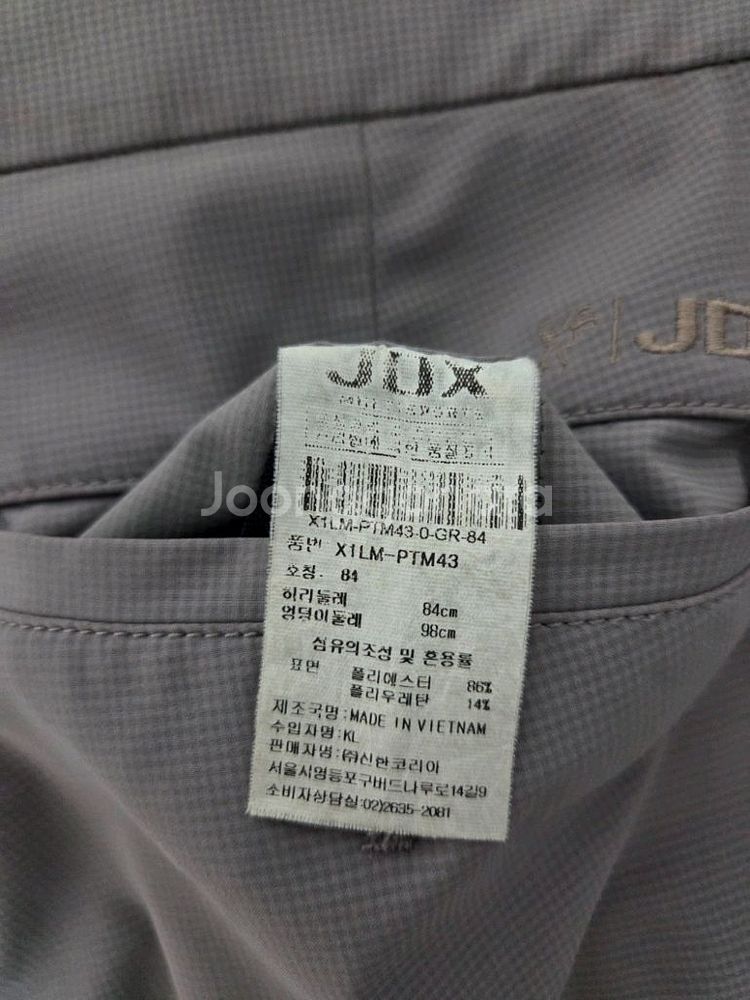 JD
JDX
MULTISPORTS
X1LM-PTM43-0-GR-84
품번 X1LM-PTM43
호칭. 84
허리둘레 84cm
엉덩이둘레 98cm
섬유의조성 및 혼용률
표면 폴리에스터 86%
폴리우레탄 14%
제조국명:MADE IN VIETNAM
수입자명:KL
판매자명:㈜신한코리아
서울시영등포구버드나루로14길9
소비자상담실:02)2635-2081